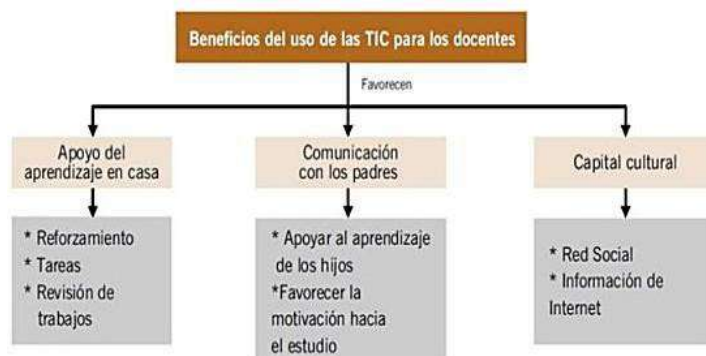 Beneficios del uso de las TIC para los docentes
Favorecen
Apoyo del
aprendizaje en casa
* Reforzamiento
* Tareas
* Revisión de
trabajos
Comunicación
con los padres
* Apoyar al aprendizaje
de los hijos
*Favorecer la
motivación hacia
el estudio
Capital cultural
* Red Social
* Información de
Internet